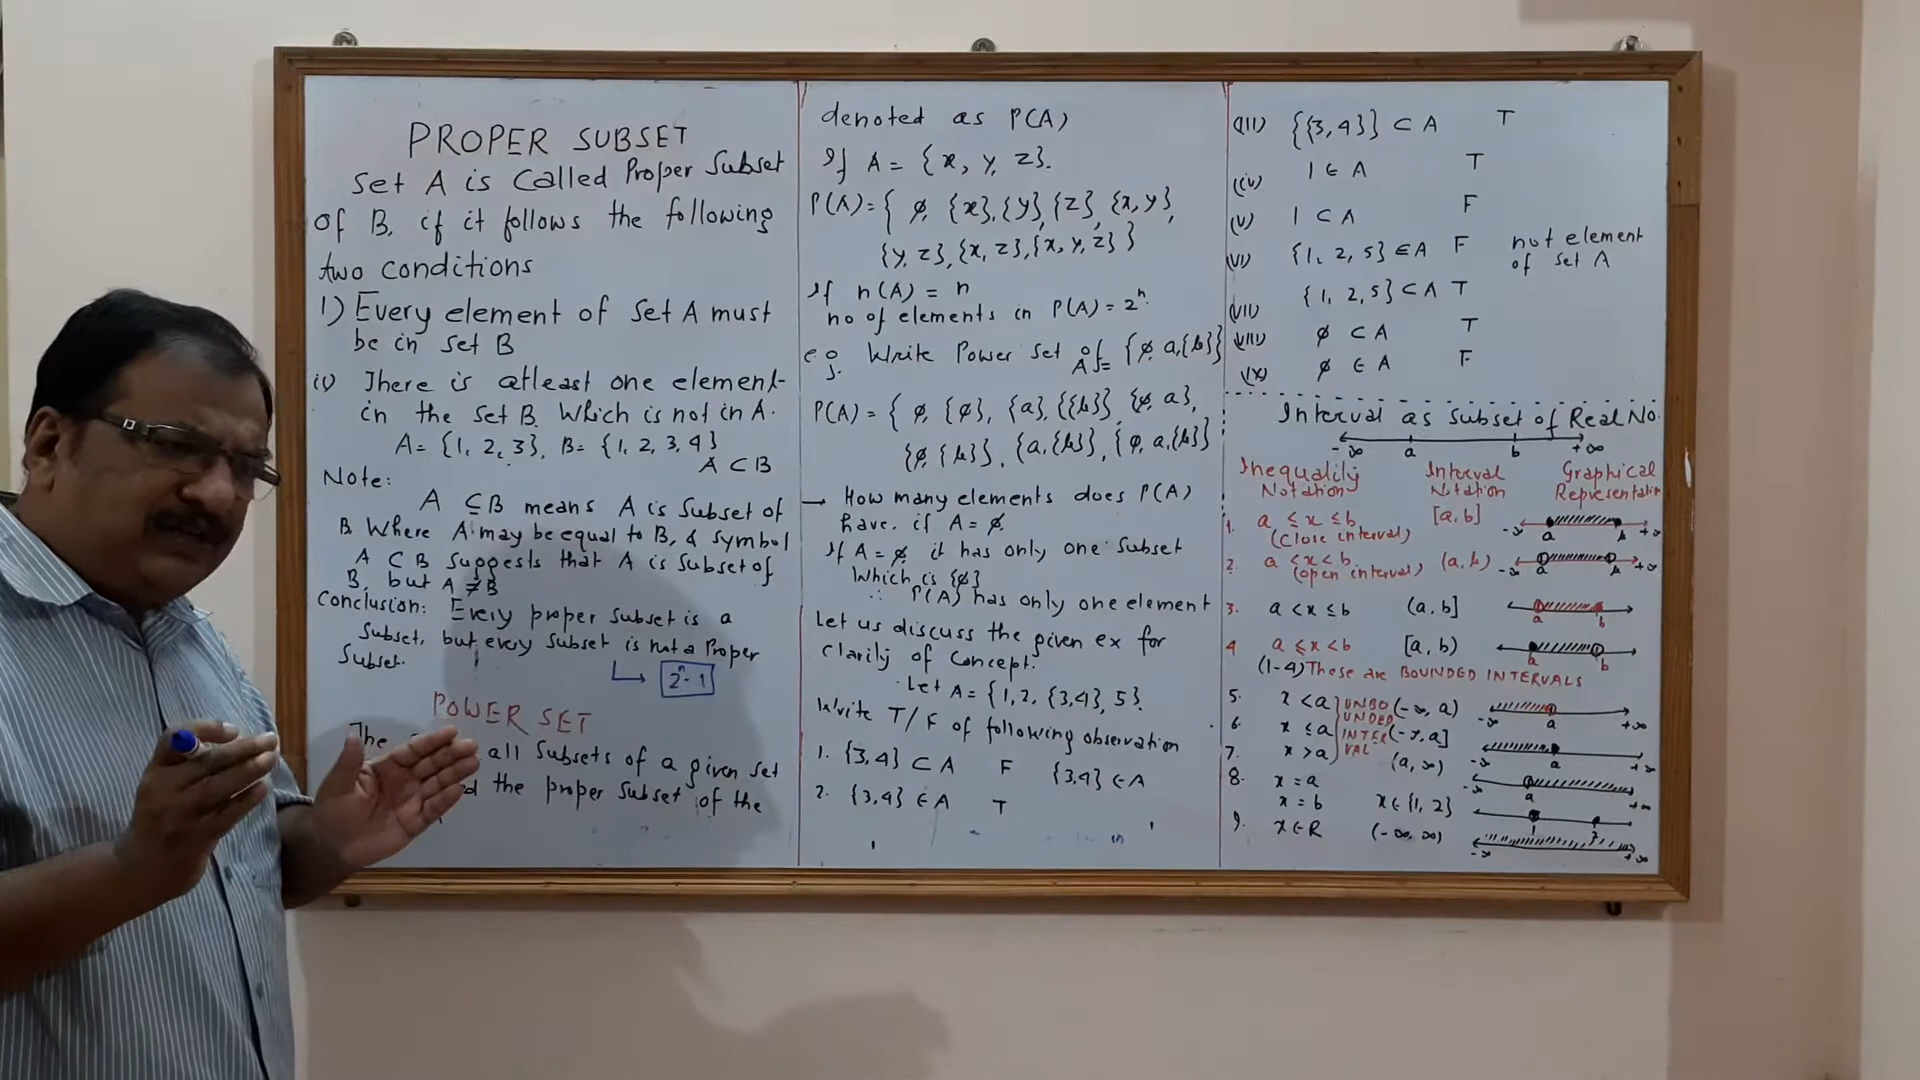 PROPER SUBSET
Set A is Called Proper Subset
of B, if it follows the following
two conditions
1) Every element of Set A must
be in Set B
ii) There is atleast one element
in the set B. Which is not in A.
A = {1, 2, 3}, B = {1, 2, 3, 4}
A ⊂ B
Note:
A ⊆ B means A is Subset of
B Where A may be equal to B, & symbol
A ⊂ B Suggests that A is Subset of
B, but A ≠ B
Conclusion: Every proper subset is a
Subset, but every subset is not a Proper
Subset.
2ⁿ - 1
POWER SET
The all Subsets of a given set
the proper subset of the
denoted as P(A)
If A = {x, y, z}.
P(A) = { φ, {x}, {y}, {z}, {x, y},
{y, z}, {x, z}, {x, y, z} }
If n(A) = n
no of elements in P(A) = 2ⁿ.
e.g. Write Power set of A = {φ, a, {b}}
P(A) = { φ, {φ}, {a}, {{b}}, {φ, a},
{φ, {b}}, {a, {b}}, {φ, a, {b}}
→ How many elements does P(A)
have, if A = φ.
If A = φ, it has only one subset
Which is {φ}
∴ P(A) has only one element
Let us discuss the given ex for
clarity of Concept.
Let A = {1, 2, {3, 4}, 5}.
Write T/F of following observation
1. {3, 4} ⊂ A F {3,4} ∈ A
2. {3, 4} ∈ A T
(III) {{3, 4}} ⊂ A T
(iv) 1 ∈ A T
(v) 1 ⊂ A F
(VI) {1, 2, 5} ∈ A F not element of set A
(VII) {1, 2, 5} ⊂ A T
(VIII) φ ⊂ A T
(IX) φ ∈ A F
Interval as Subset of Real No.
-∞ a b +∞
Inequality Notation Interval Notation Graphical Representation
1. a ≤ x ≤ b (Close interval) [a, b] -∞ a b +∞
2. a < x < b (open interval) (a, b) -∞ a b +∞
3. a < x ≤ b (a, b] a b
4 a ≤ x < b [a, b) a b
(1-4) These are BOUNDED INTERVALS
5. x < a (-∞, a) -∞ a +∞
6. x ≤ a (-∞, a] -∞ a +∞
7. x > a (a, ∞) -∞ a +∞
UNBOUNDED INTERVAL
8. x = a
x = b x ∈ {1, 2} 1 2
9. x ∈ R (-∞, ∞) -∞ +∞